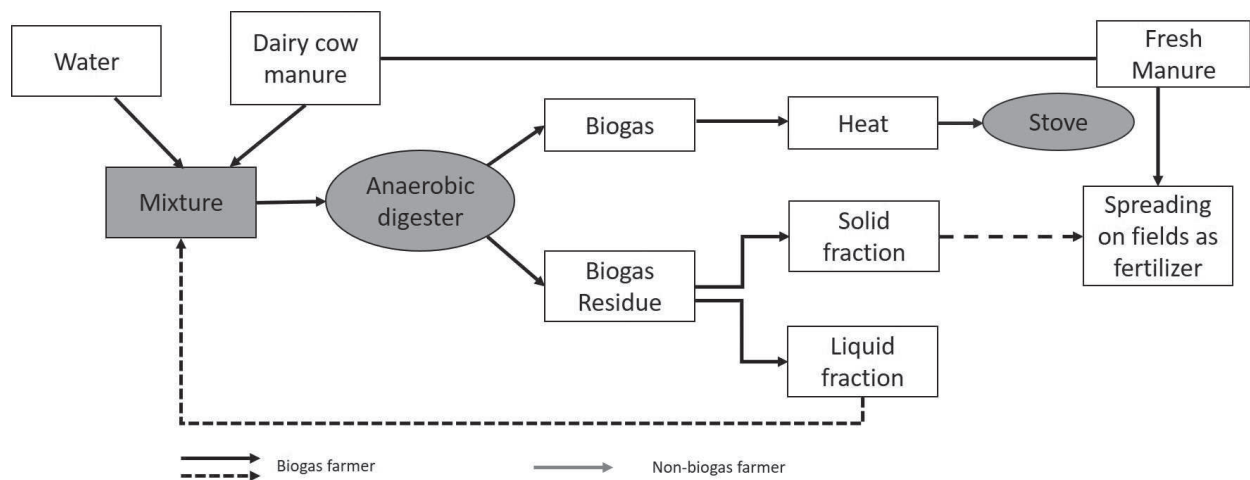 Water
Dairy cow
manure
Fresh
Manure
Biogas
Heat
Stove
Mixture
Anaerobic
digester
Solid
fraction
Spreading
on fields as
fertilizer
Biogas
Residue
Liquid
fraction
Biogas farmer
Non-biogas farmer